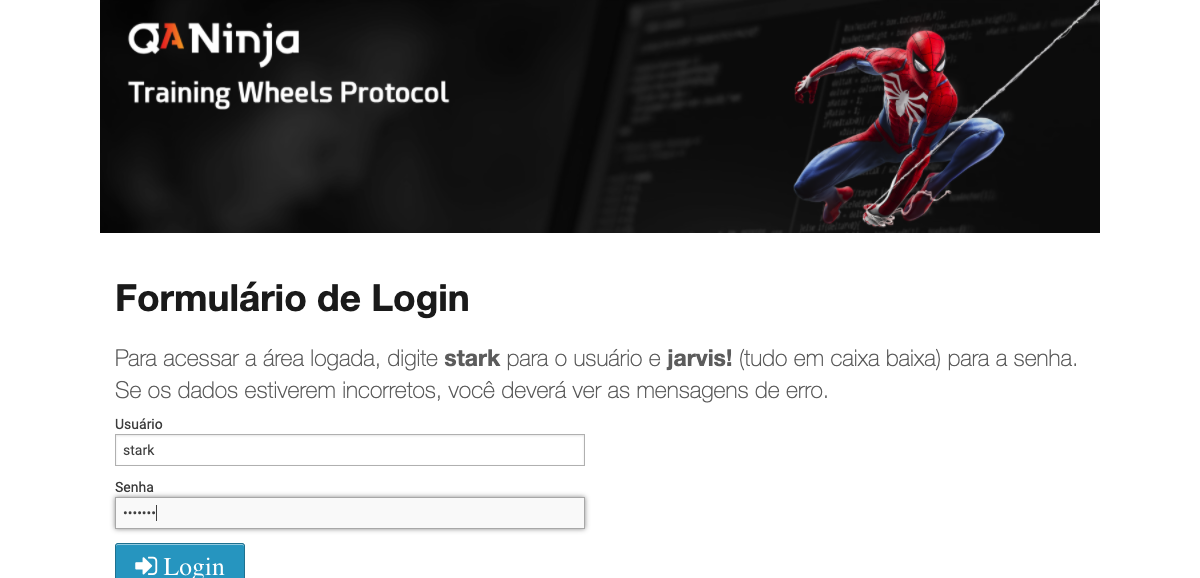 QANinja
Training Wheels Protocol
Formulário de Login
Para acessar a área logada, digite stark para o usuário e jarvis! (tudo em caixa baixa) para a senha.
Se os dados estiverem incorretos, você deverá ver as mensagens de erro.
Usuário
stark
Senha
•••••••
Login